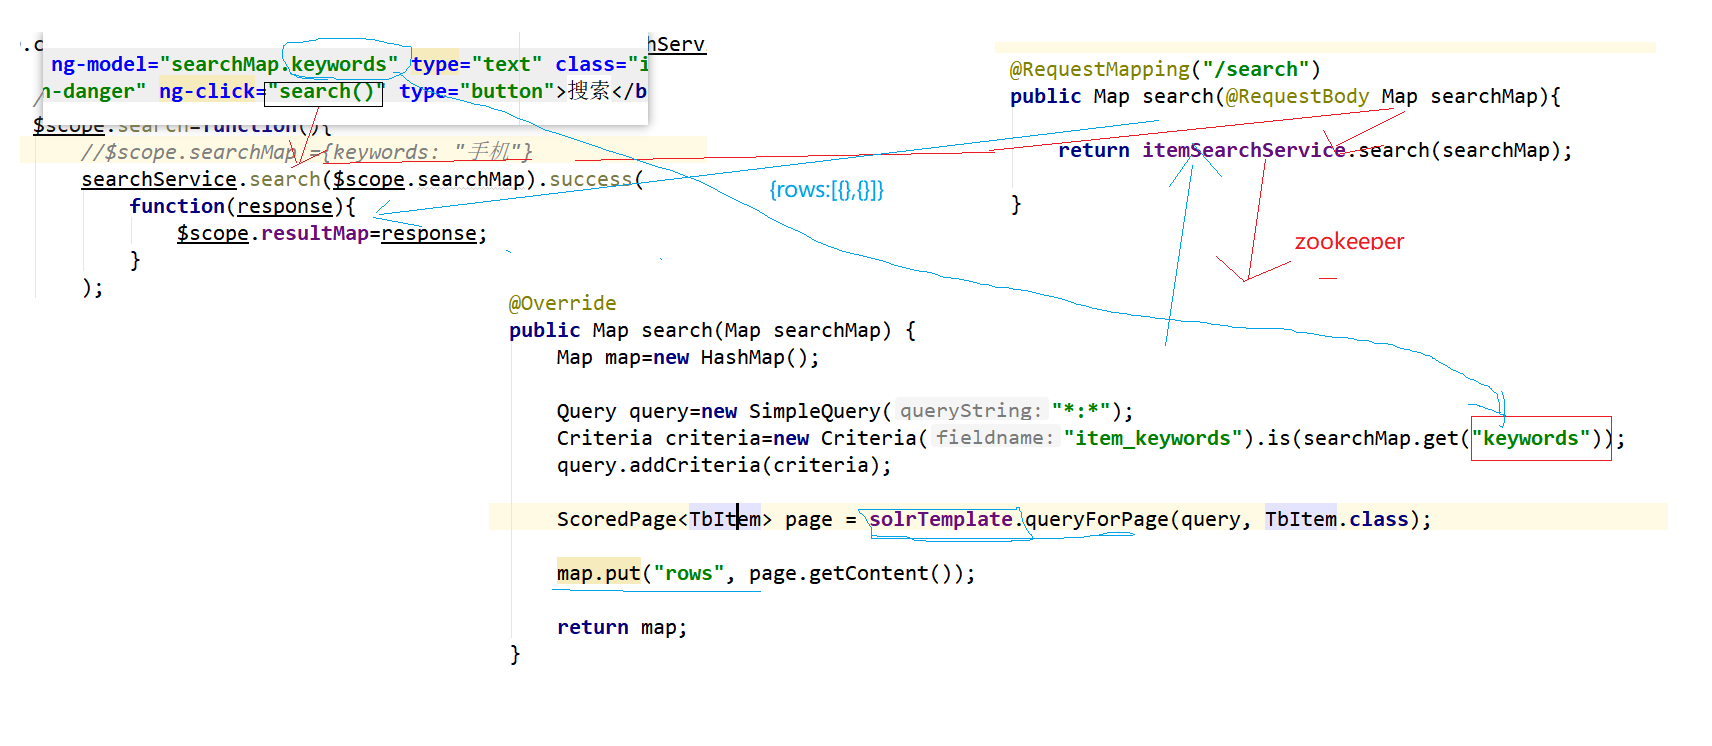 ng-model="searchMap.keywords" type="text" class="i
n-danger" ng-click="search()" type="button">搜索</b
$scope.search=function(){
//$scope.searchMap ={keywords: "手机"}
searchService.search($scope.searchMap).success(
function(response){
$scope.resultMap=response;
}
);
{rows:[{},{}]}
@RequestMapping("/search")
public Map search(@RequestBody Map searchMap){
return itemSearchService.search(searchMap);
}
zookeeper
@Override
public Map search(Map searchMap) {
Map map=new HashMap();
Query query=new SimpleQuery( queryString: "*:*");
Criteria criteria=new Criteria( fieldname: "item_keywords").is(searchMap.get("keywords"));
query.addCriteria(criteria);
ScoredPage<TbItem> page = solrTemplate.queryForPage(query, TbItem.class);
map.put("rows", page.getContent());
return map;
}